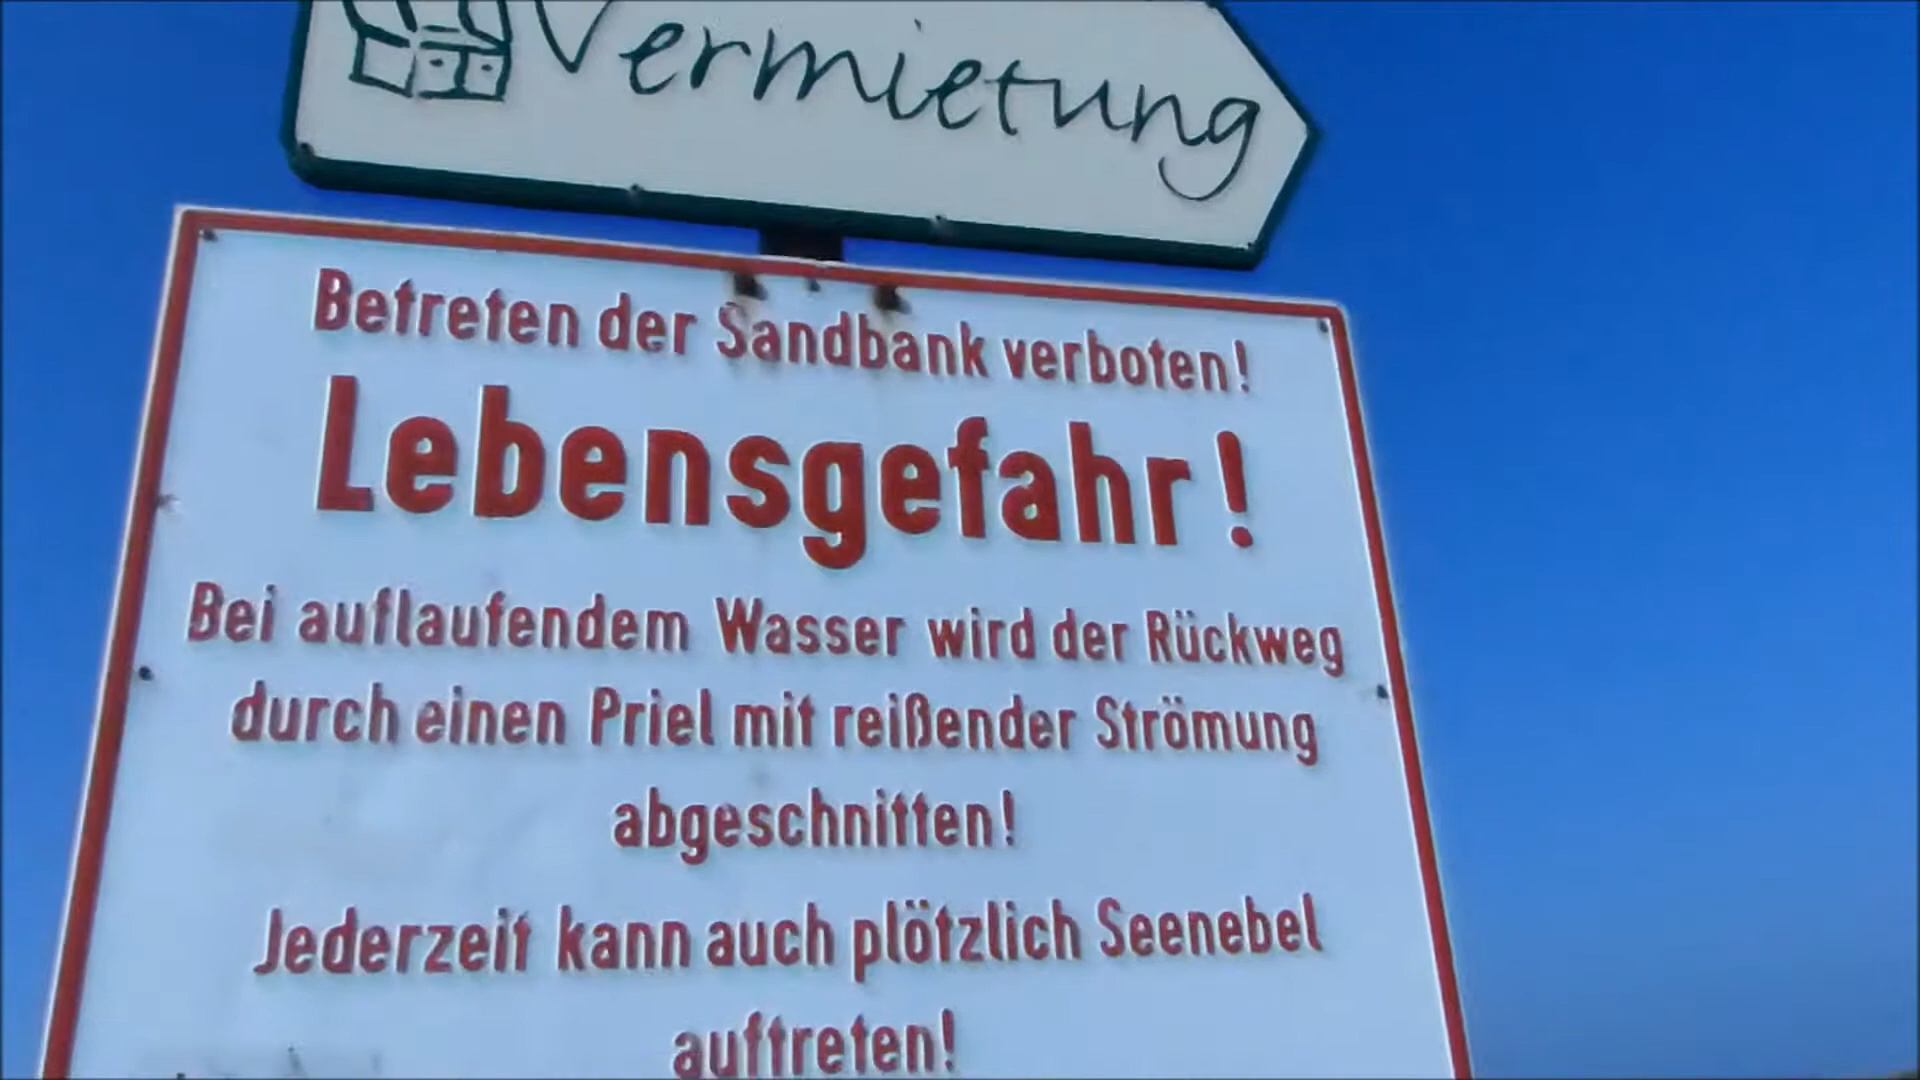 Vermietung
Betreten der Sandbank verboten!
Lebensgefahr!
Bei auflaufendem Wasser wird der Rückweg
durch einen Priel mit reißender Strömung
abgeschnitten!
Jederzeit kann auch plötzlich Seenebel
auftreten!